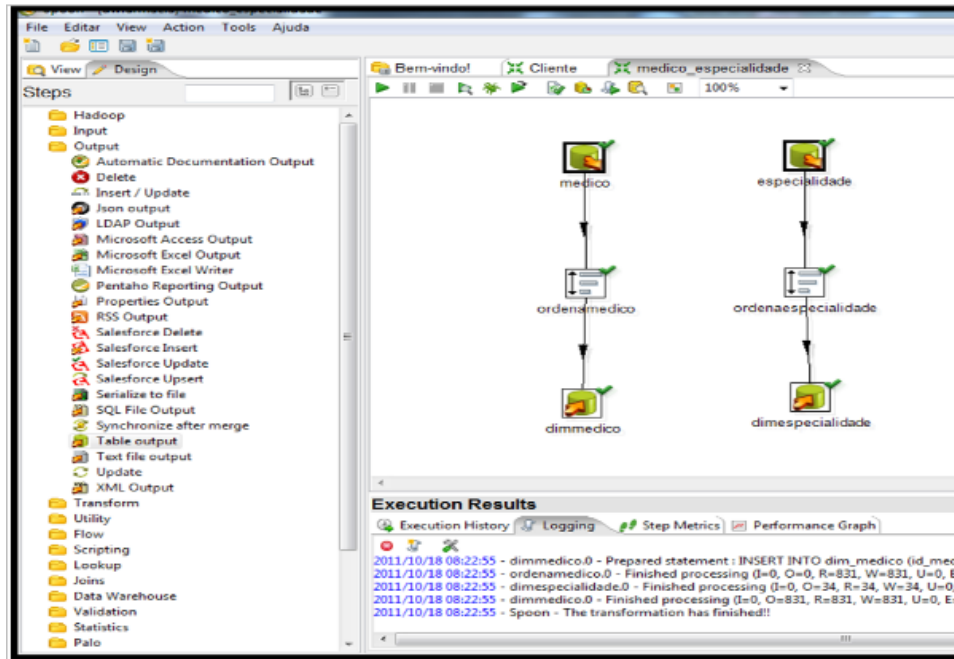 File Editar View Action Tools Ajuda
View Design
Steps
Hadoop
Input
Output
Automatic Documentation Output
Delete
Insert / Update
Json output
LDAP Output
Microsoft Access Output
Microsoft Excel Output
Microsoft Excel Writer
Pentaho Reporting Output
Properties Output
RSS Output
Salesforce Delete
Salesforce Insert
Salesforce Update
Salesforce Upsert
Serialize to file
SQL File Output
Synchronize after merge
Table output
Text file output
Update
XML Output
Transform
Utility
Flow
Scripting
Lookup
Joins
Data Warehouse
Validation
Statistics
Palo
Bem-vindo! Cliente medico_especialidade
100%
medico especialidade
ordenamedico ordenaespecialidade
dimmedico dimespecialidade
Execution Results
Execution History Logging Step Metrics Performance Graph
2011/10/18 08:22:55 - dimmedico.0 - Prepared statement : INSERT INTO dim_medico (id_med
2011/10/18 08:22:55 - ordenamedico.0 - Finished processing (I=0, O=0, R=831, W=831, U=0, E
2011/10/18 08:22:55 - dimespecialidade.0 - Finished processing (I=0, O=34, R=34, W=34, U=0,
2011/10/18 08:22:55 - dimmedico.0 - Finished processing (I=0, O=831, R=831, W=831, U=0, E=
2011/10/18 08:22:55 - Spoon - The transformation has finished!!